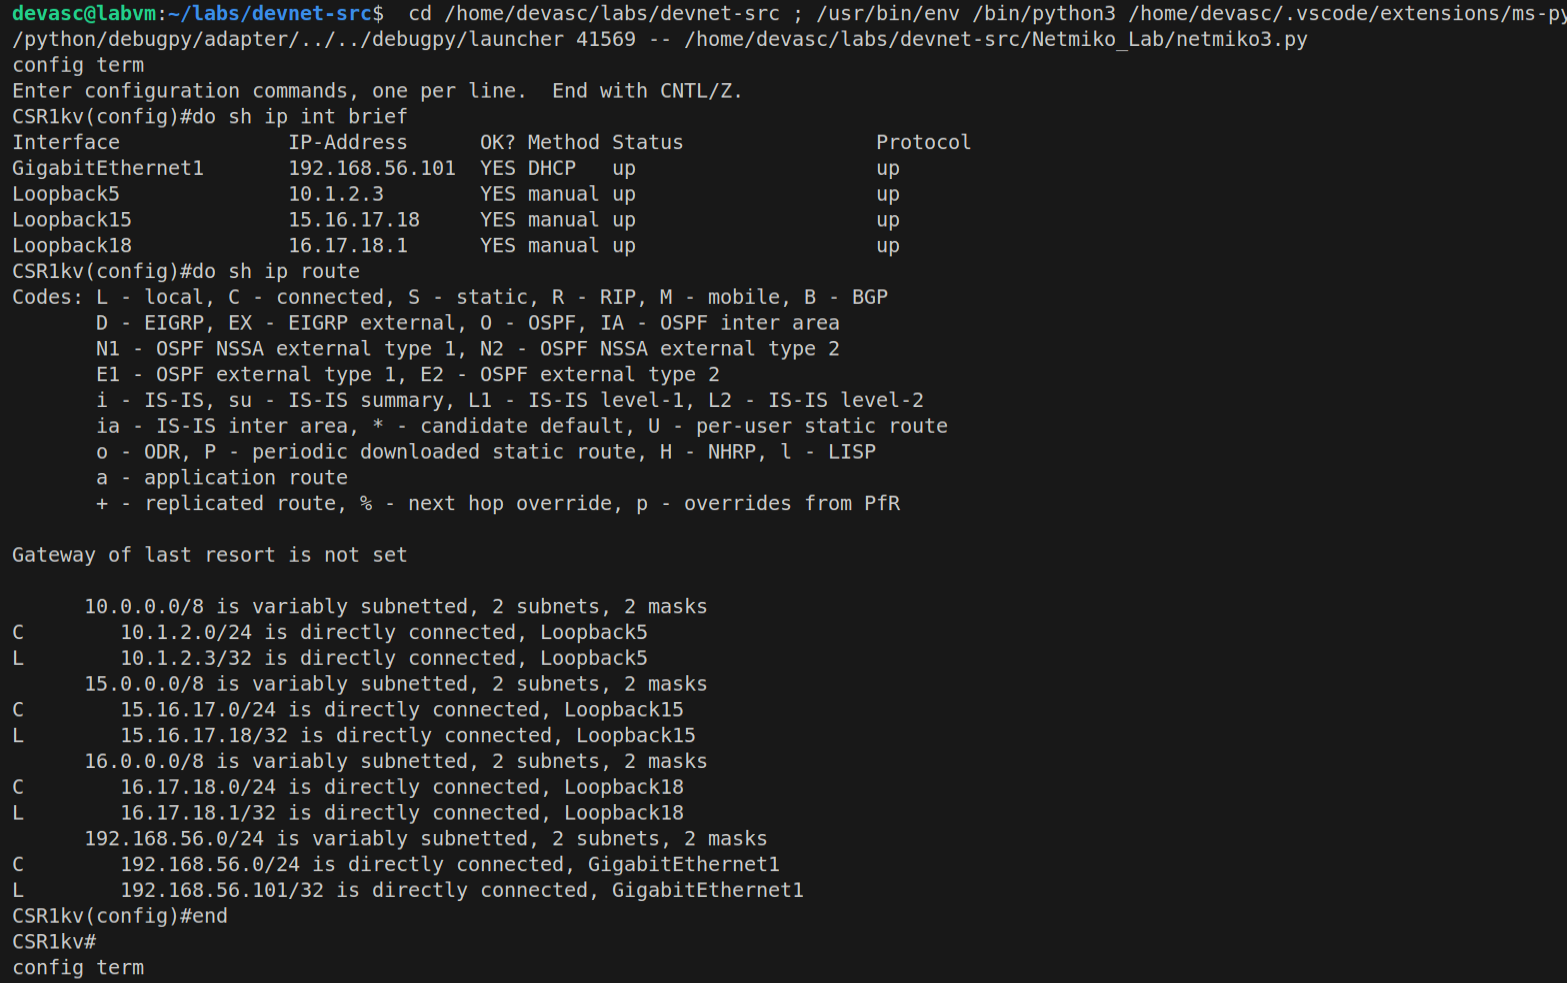 devasc@labvm:~/labs/devnet-src$  cd /home/devasc/labs/devnet-src ; /usr/bin/env /bin/python3 /home/devasc/.vscode/extensions/ms-py
/python/debugpy/adapter/../../debugpy/launcher 41569 -- /home/devasc/labs/devnet-src/Netmiko_Lab/netmiko3.py
config term
Enter configuration commands, one per line.  End with CNTL/Z.
CSR1kv(config)#do sh ip int brief
Interface              IP-Address      OK? Method Status                Protocol
GigabitEthernet1       192.168.56.101  YES DHCP   up                    up
Loopback5              10.1.2.3        YES manual up                    up
Loopback15             15.16.17.18     YES manual up                    up
Loopback18             16.17.18.1      YES manual up                    up
CSR1kv(config)#do sh ip route
Codes: L - local, C - connected, S - static, R - RIP, M - mobile, B - BGP
       D - EIGRP, EX - EIGRP external, O - OSPF, IA - OSPF inter area
       N1 - OSPF NSSA external type 1, N2 - OSPF NSSA external type 2
       E1 - OSPF external type 1, E2 - OSPF external type 2
       i - IS-IS, su - IS-IS summary, L1 - IS-IS level-1, L2 - IS-IS level-2
       ia - IS-IS inter area, * - candidate default, U - per-user static route
       o - ODR, P - periodic downloaded static route, H - NHRP, l - LISP
       a - application route
       + - replicated route, % - next hop override, p - overrides from PfR
Gateway of last resort is not set
      10.0.0.0/8 is variably subnetted, 2 subnets, 2 masks
C        10.1.2.0/24 is directly connected, Loopback5
L        10.1.2.3/32 is directly connected, Loopback5
      15.0.0.0/8 is variably subnetted, 2 subnets, 2 masks
C        15.16.17.0/24 is directly connected, Loopback15
L        15.16.17.18/32 is directly connected, Loopback15
      16.0.0.0/8 is variably subnetted, 2 subnets, 2 masks
C        16.17.18.0/24 is directly connected, Loopback18
L        16.17.18.1/32 is directly connected, Loopback18
      192.168.56.0/24 is variably subnetted, 2 subnets, 2 masks
C        192.168.56.0/24 is directly connected, GigabitEthernet1
L        192.168.56.101/32 is directly connected, GigabitEthernet1
CSR1kv(config)#end
CSR1kv#
config term